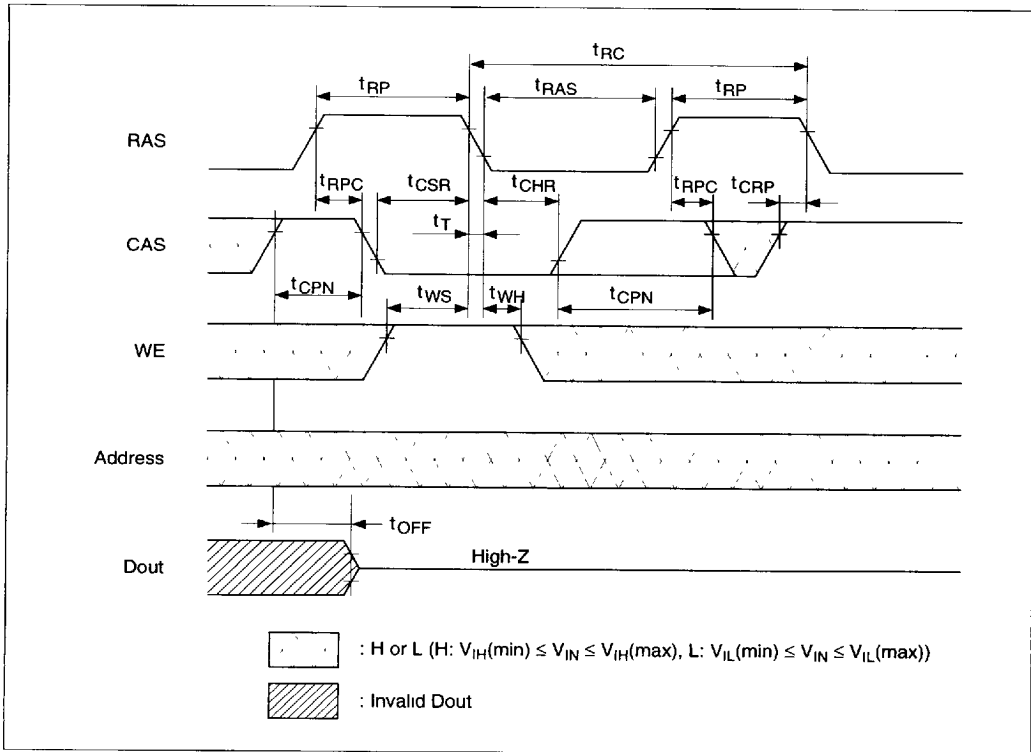 tRC
tRP tRAS tRP
RAS
tRPC tCSR tCHR tRPC tCRP
tT
CAS
tCPN tWS tWH tCPN
WE
Address
tOFF
Dout High-Z
: H or L (H: VIH(min) ≤ VIN ≤ VIH(max), L: VIL(min) ≤ VIN ≤ VIL(max))
: Invalid Dout